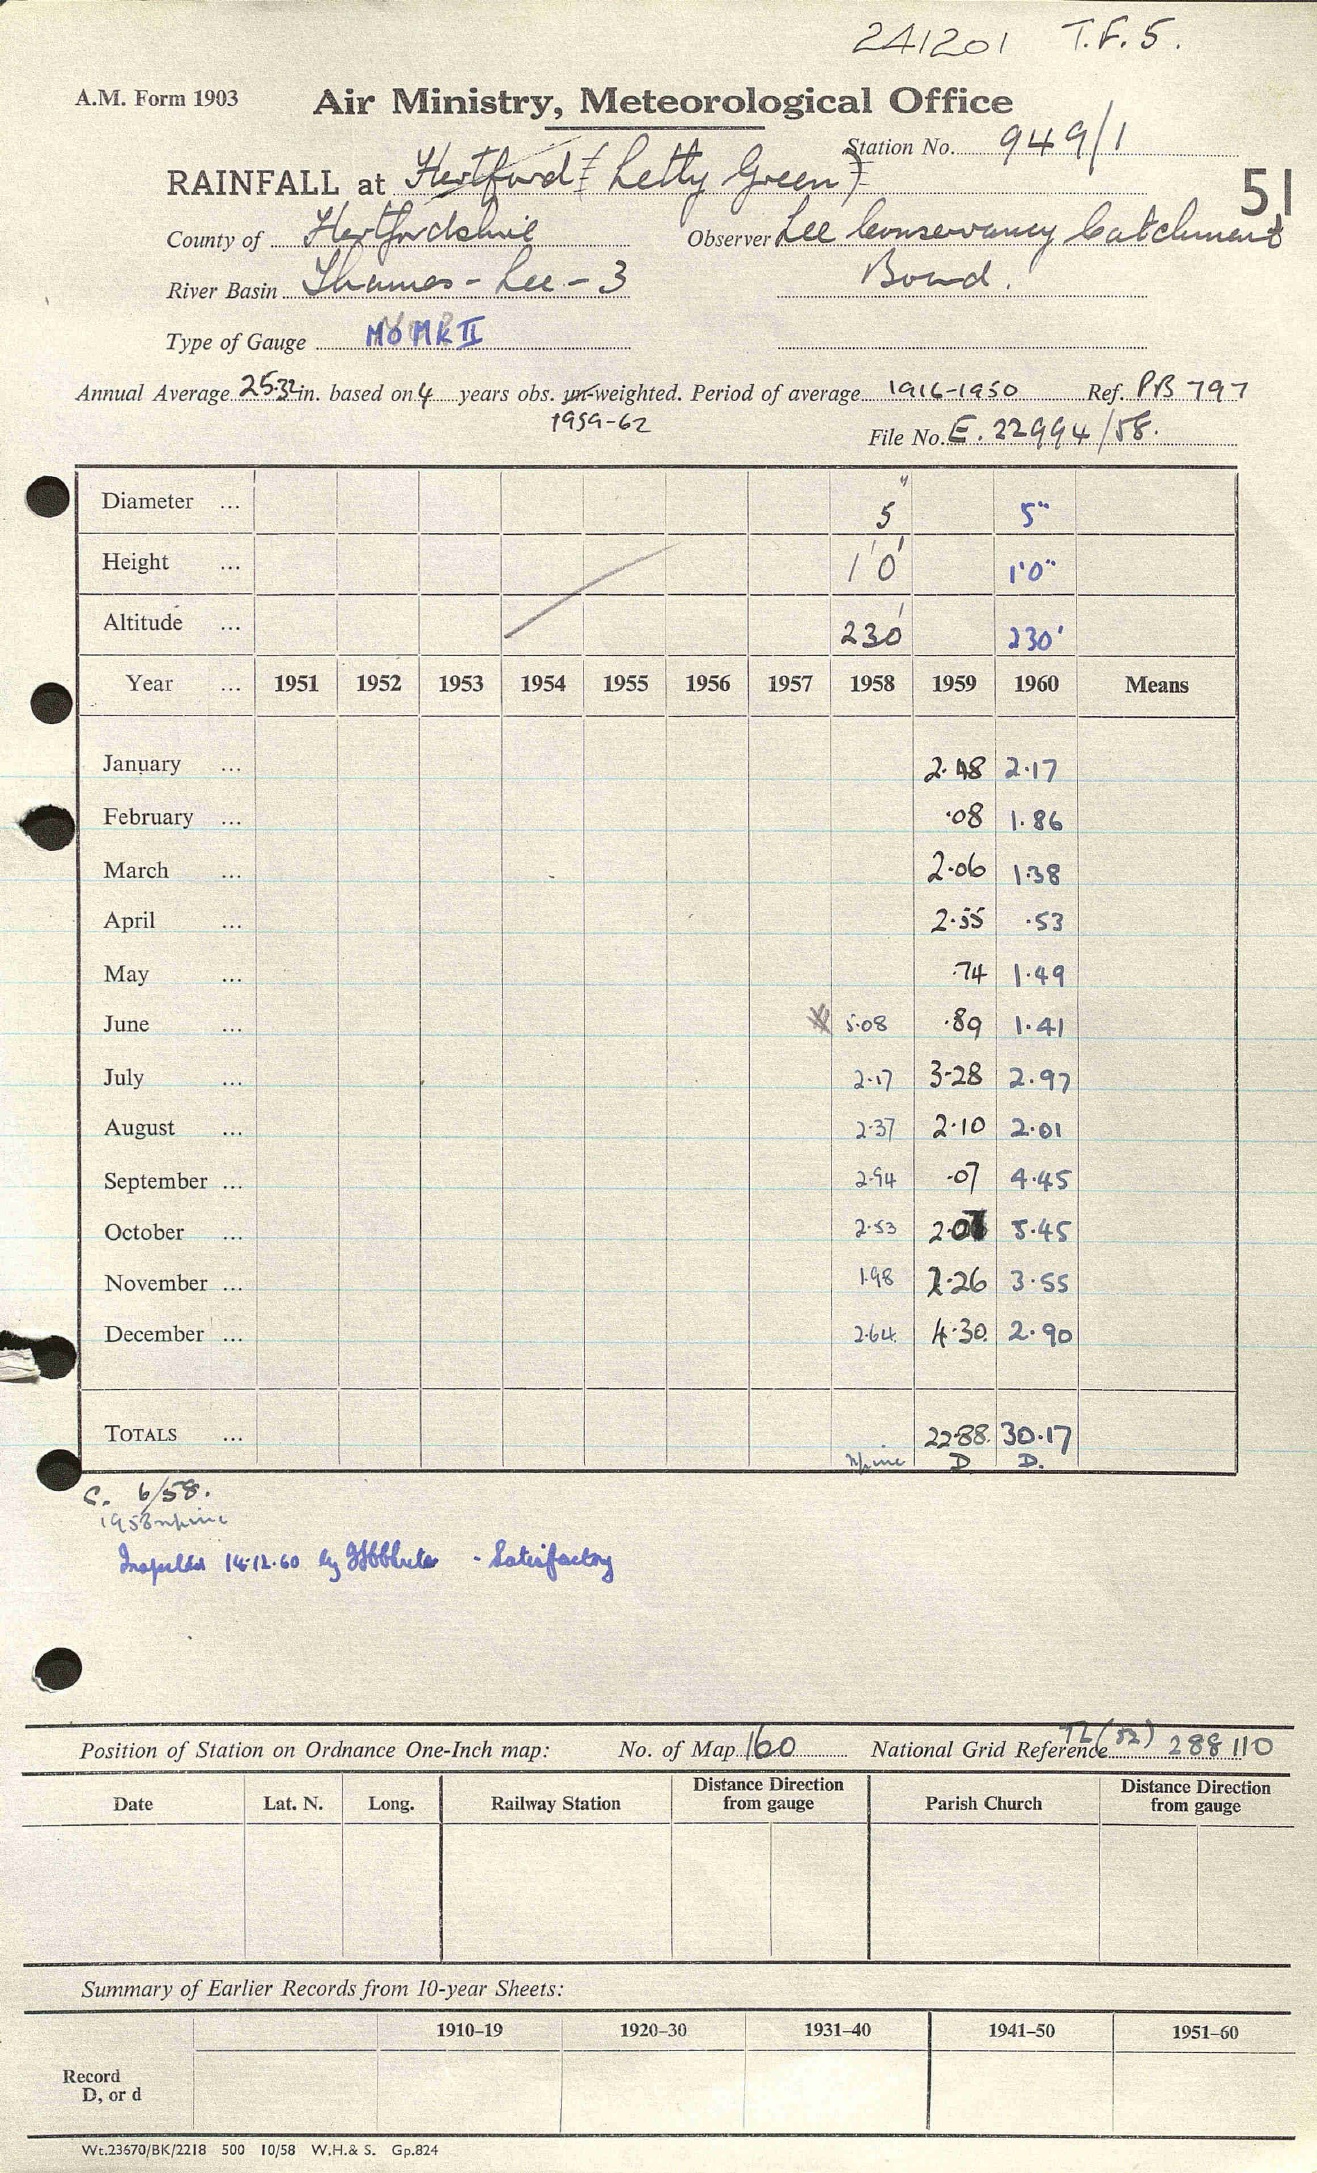 241201 T.F.5.
A.M. Form 1903 Air Ministry, Meteorological Office
Station No. 949/1
RAINFALL at Hertford (Letty Green)
51
County of Hertfordshire Observer Lee Conservancy Catchment
River Basin Thames - Lee - 3 Board.
Type of Gauge MO MK II
Annual Average 25.32 in. based on 4 years obs. un-weighted. Period of average 1916-1950 Ref. PB 797
1959-62
File No. E. 22994/58.
Diameter ... 5" 5"
Height ... 1'0' 1'0"
Altitude ... 230' 230'
Year ... 1951 1952 1953 1954 1955 1956 1957 1958 1959 1960 Means
January ... 2.48 2.17
February ... .08 1.86
March ... 2.06 1.38
April ... 2.55 .53
May ... .74 1.49
June ... 5.08 .89 1.41
July ... 2.17 3.28 2.97
August ... 2.37 2.10 2.01
September ... 2.94 .07 4.45
October ... 2.53 2.07 5.45
November ... 1.98 2.26 3.55
December ... 2.64. 4.30. 2.90
TOTALS ... 22.88. 30.17
D D.
C. 6/58.
1958
Inspected 14.12.60 by - Satisfactory
Position of Station on Ordnance One-Inch map: No. of Map 160 National Grid Reference TL (52) 288 110
Date Lat. N. Long. Railway Station Distance Direction from gauge Parish Church Distance Direction from gauge
Summary of Earlier Records from 10-year Sheets:
1910–19 1920–30 1931–40 1941–50 1951–60
Record
D, or d
Wt.23670/BK/2218 500 10/58 W.H.& S. Gp.824